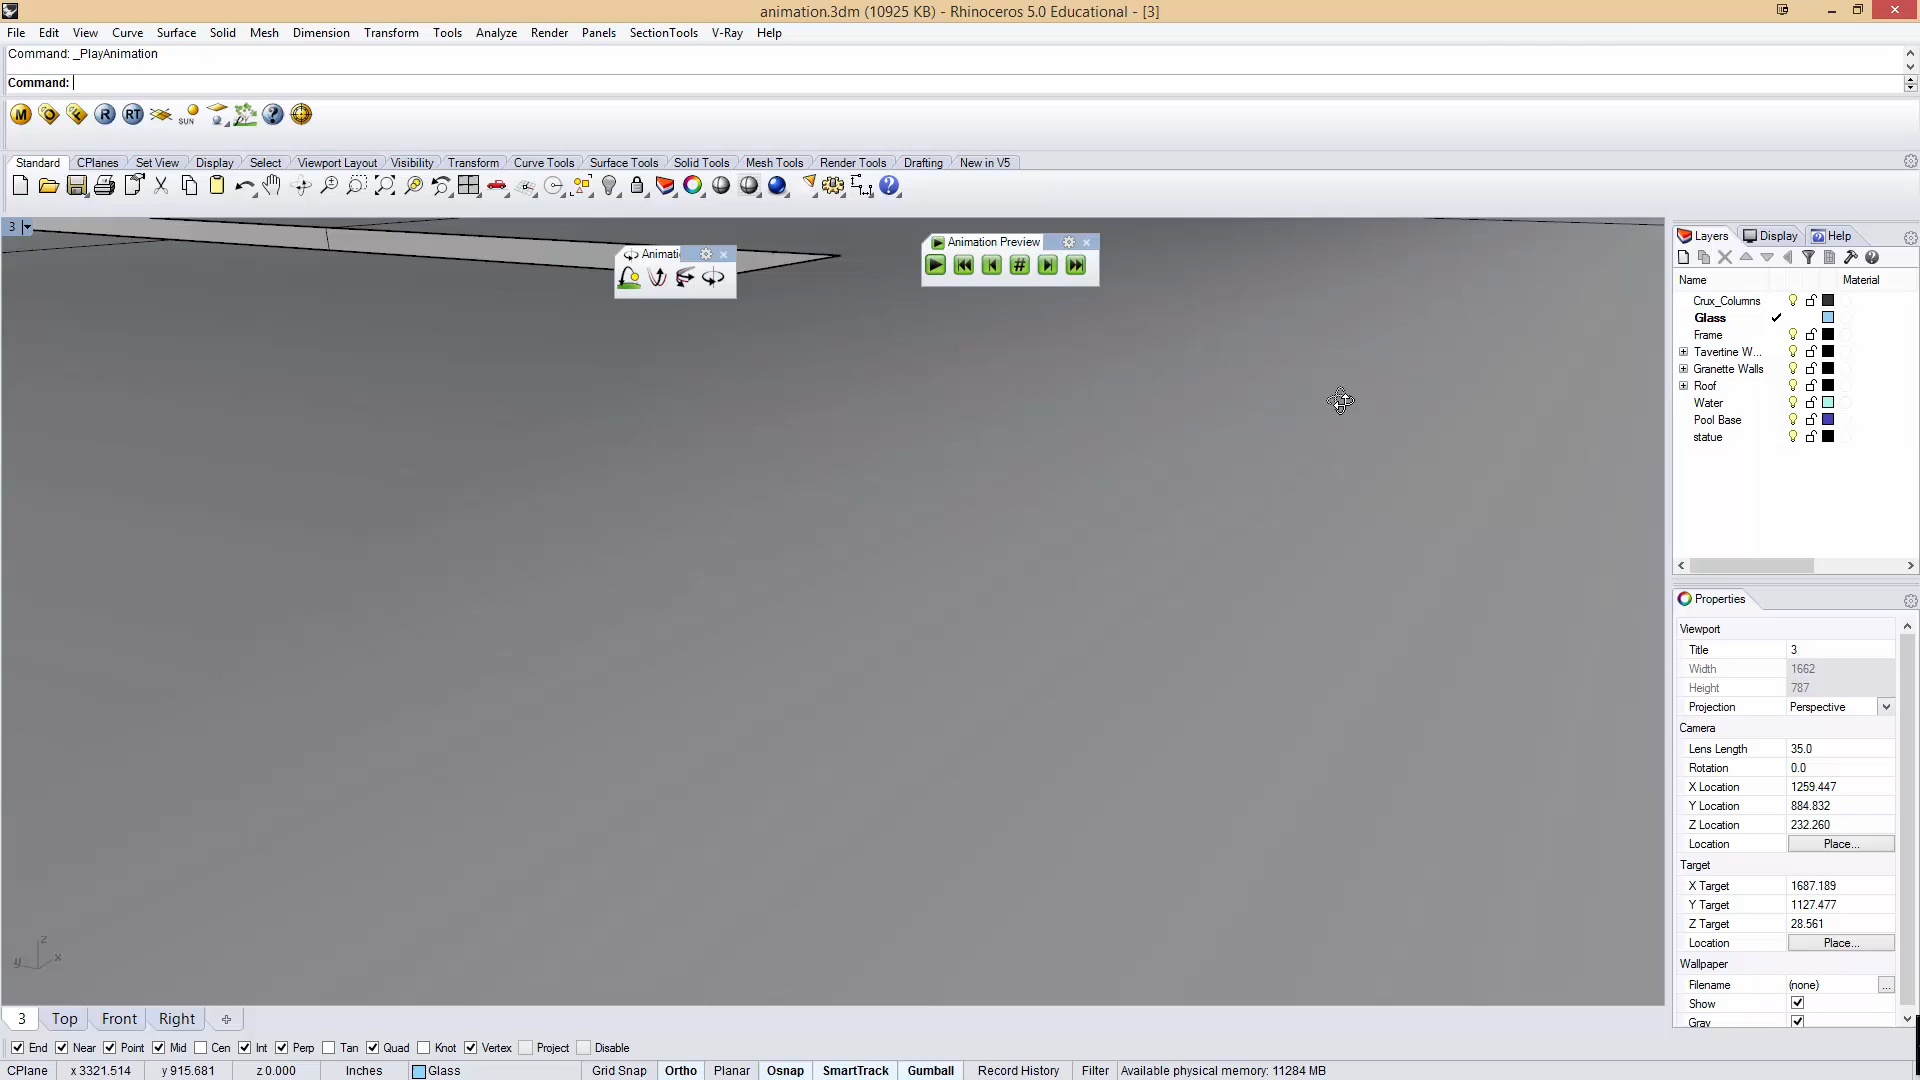 animation.3dm (10925 KB) - Rhinoceros 5.0 Educational - [3]
File Edit View Curve Surface Solid Mesh Dimension Transform Tools Analyze Render Panels SectionTools V-Ray Help
Command: _PlayAnimation
Command:
M O F R RT SUN ?
Standard CPlanes Set View Display Select Viewport Layout Visibility Transform Curve Tools Surface Tools Solid Tools Mesh Tools Render Tools Drafting New in V5
3
Animati
Animation Preview
#
Layers Display Help
Name Material
Crux_Columns
Glass
Frame
Tavertine W...
Granette Walls
Roof
Water
Pool Base
statue
Properties
Viewport
Title 3
Width 1662
Height 787
Projection Perspective
Camera
Lens Length 35.0
Rotation 0.0
X Location 1259.447
Y Location 884.832
Z Location 232.260
Location Place...
Target
X Target 1687.189
Y Target 1127.477
Z Target 28.561
Location Place...
Wallpaper
Filename (none) ...
Show
Gray
z
y x
3 Top Front Right
End Near Point Mid Cen Int Perp Tan Quad Knot Vertex Project Disable
CPlane x 3321.514 y 915.681 z 0.000 Inches Glass Grid Snap Ortho Planar Osnap SmartTrack Gumball Record History Filter Available physical memory: 11284 MB